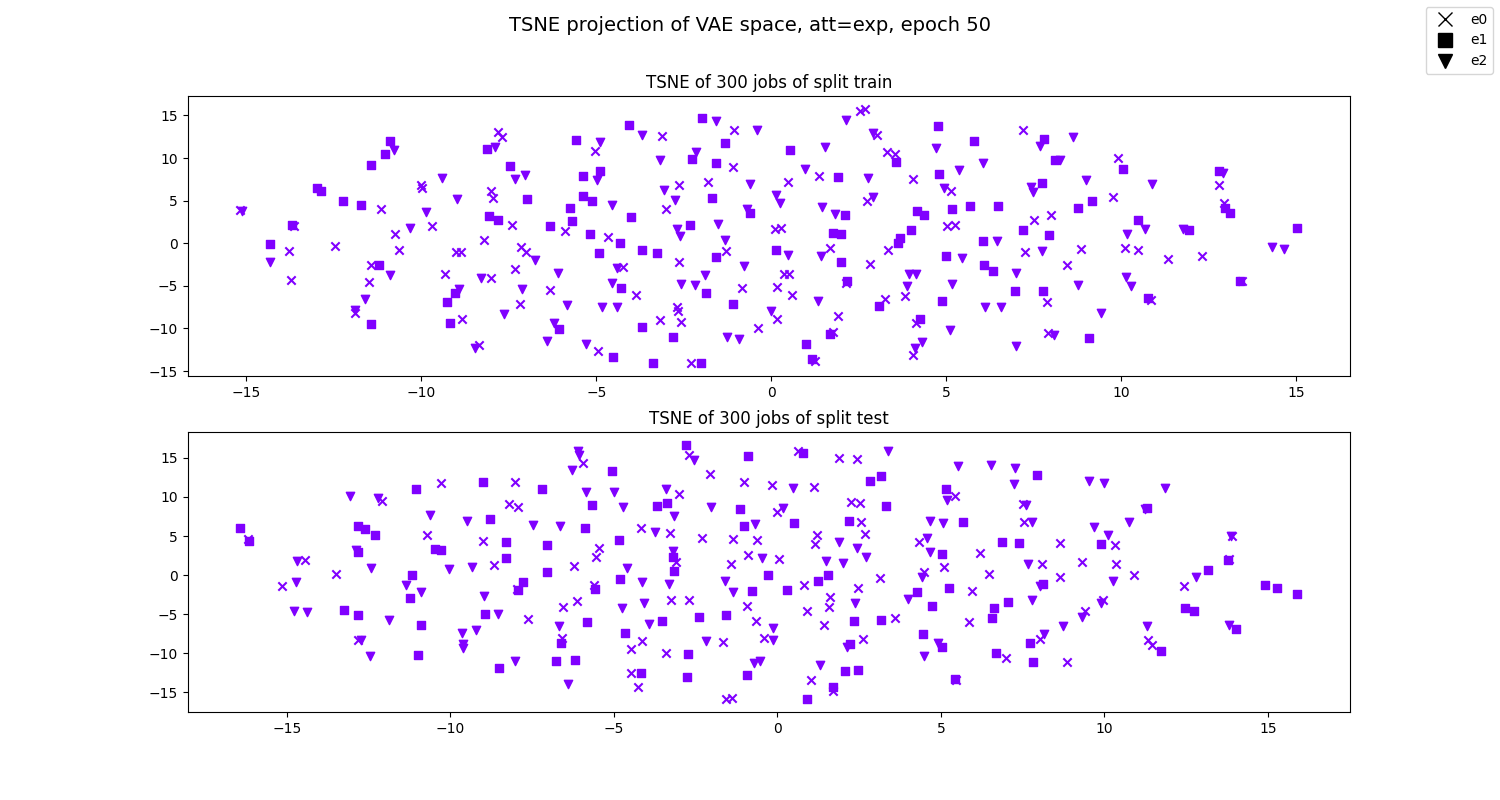 TSNE projection of VAE space, att=exp, epoch 50
e0
e1
e2
TSNE of 300 jobs of split train
15
10
5
0
−5
−10
−15
−15 −10 −5 0 5 10 15
TSNE of 300 jobs of split test
15
10
5
0
−5
−10
−15
−15 −10 −5 0 5 10 15